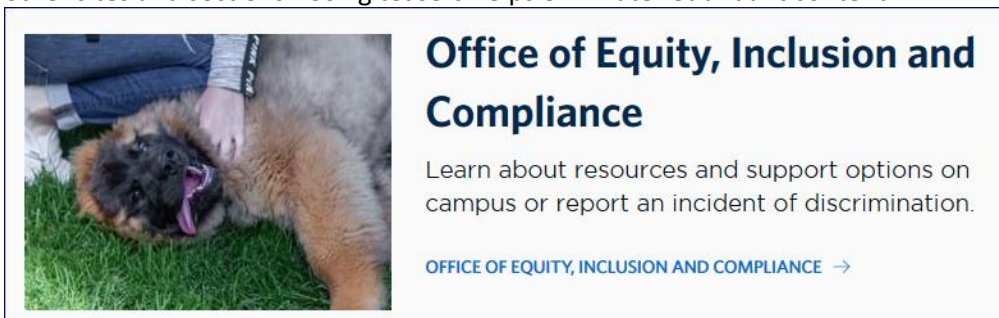 Office of Equity, Inclusion and
Compliance
Learn about resources and support options on
campus or report an incident of discrimination.
OFFICE OF EQUITY, INCLUSION AND COMPLIANCE →